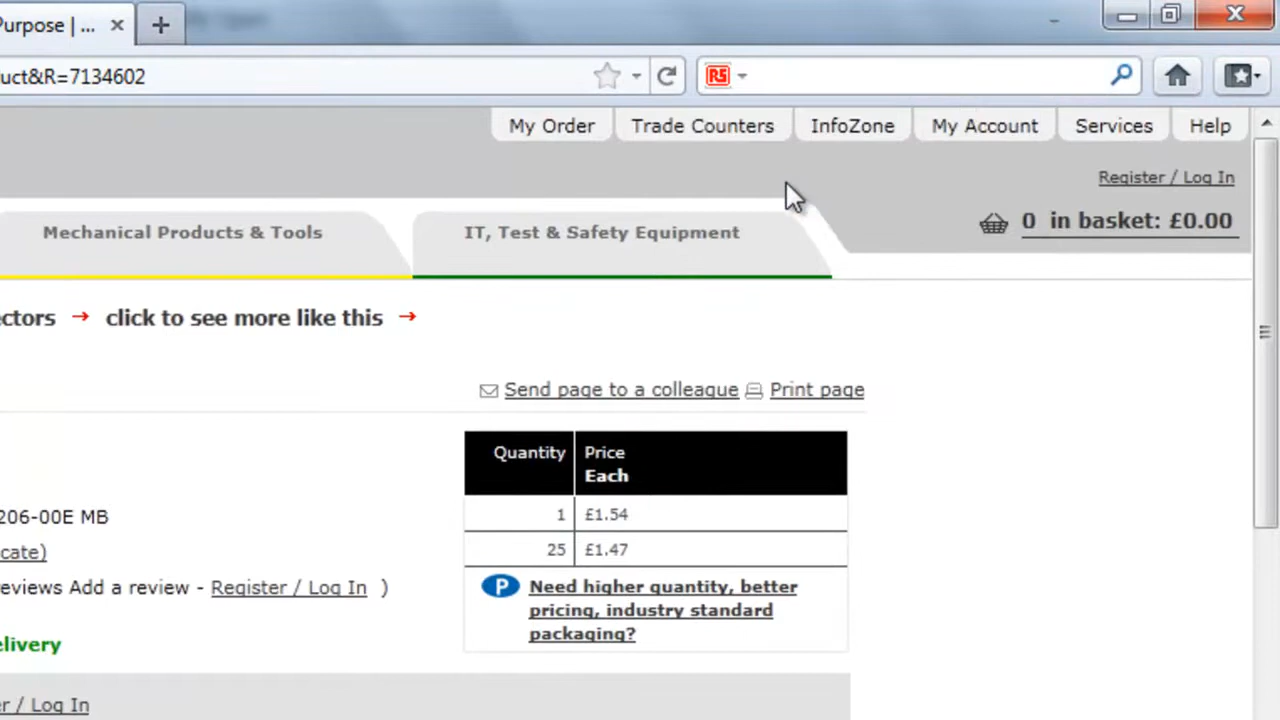 Purpose | ...
uct&R=7134602
RS
My Order
Trade Counters
InfoZone
My Account
Services
Help
Register / Log In
0 in basket: £0.00
Mechanical Products & Tools
IT, Test & Safety Equipment
ectors → click to see more like this →
Send page to a colleague
Print page
Quantity
Price
Each
1
£1.54
25
£1.47
206-00E MB
cate)
eviews Add a review - Register / Log In )
P
Need higher quantity, better
pricing, industry standard
packaging?
elivery
er / Log In